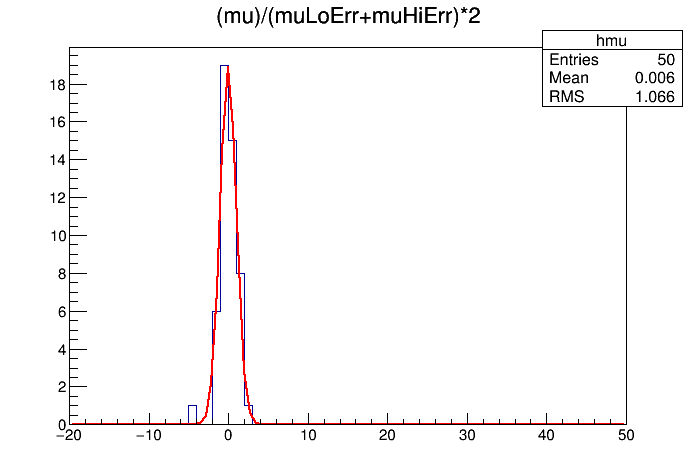 (mu)/(muLoErr+muHiErr)*2
hmu
Entries 50
Mean 0.006
RMS 1.066
18
16
14
12
10
8
6
4
2
0
−20 −10 0 10 20 30 40 50